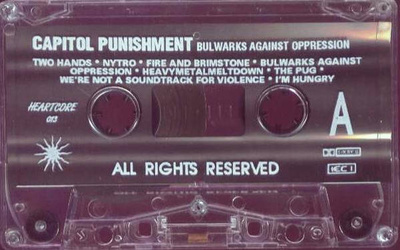 CAPITOL PUNISHMENT BULWARKS AGAINST OPPRESSION
TWO HANDS * NYTRO * FIRE AND BRIMSTONE * BULWARKS AGAINST
OPPRESSION * HEAVYMETALMELTDOWN * THE PUG *
WE'RE NOT A SOUNDTRACK FOR VIOLENCE * I'M HUNGRY
HEARTCORE
A
ALL RIGHTS RESERVED
IEC I